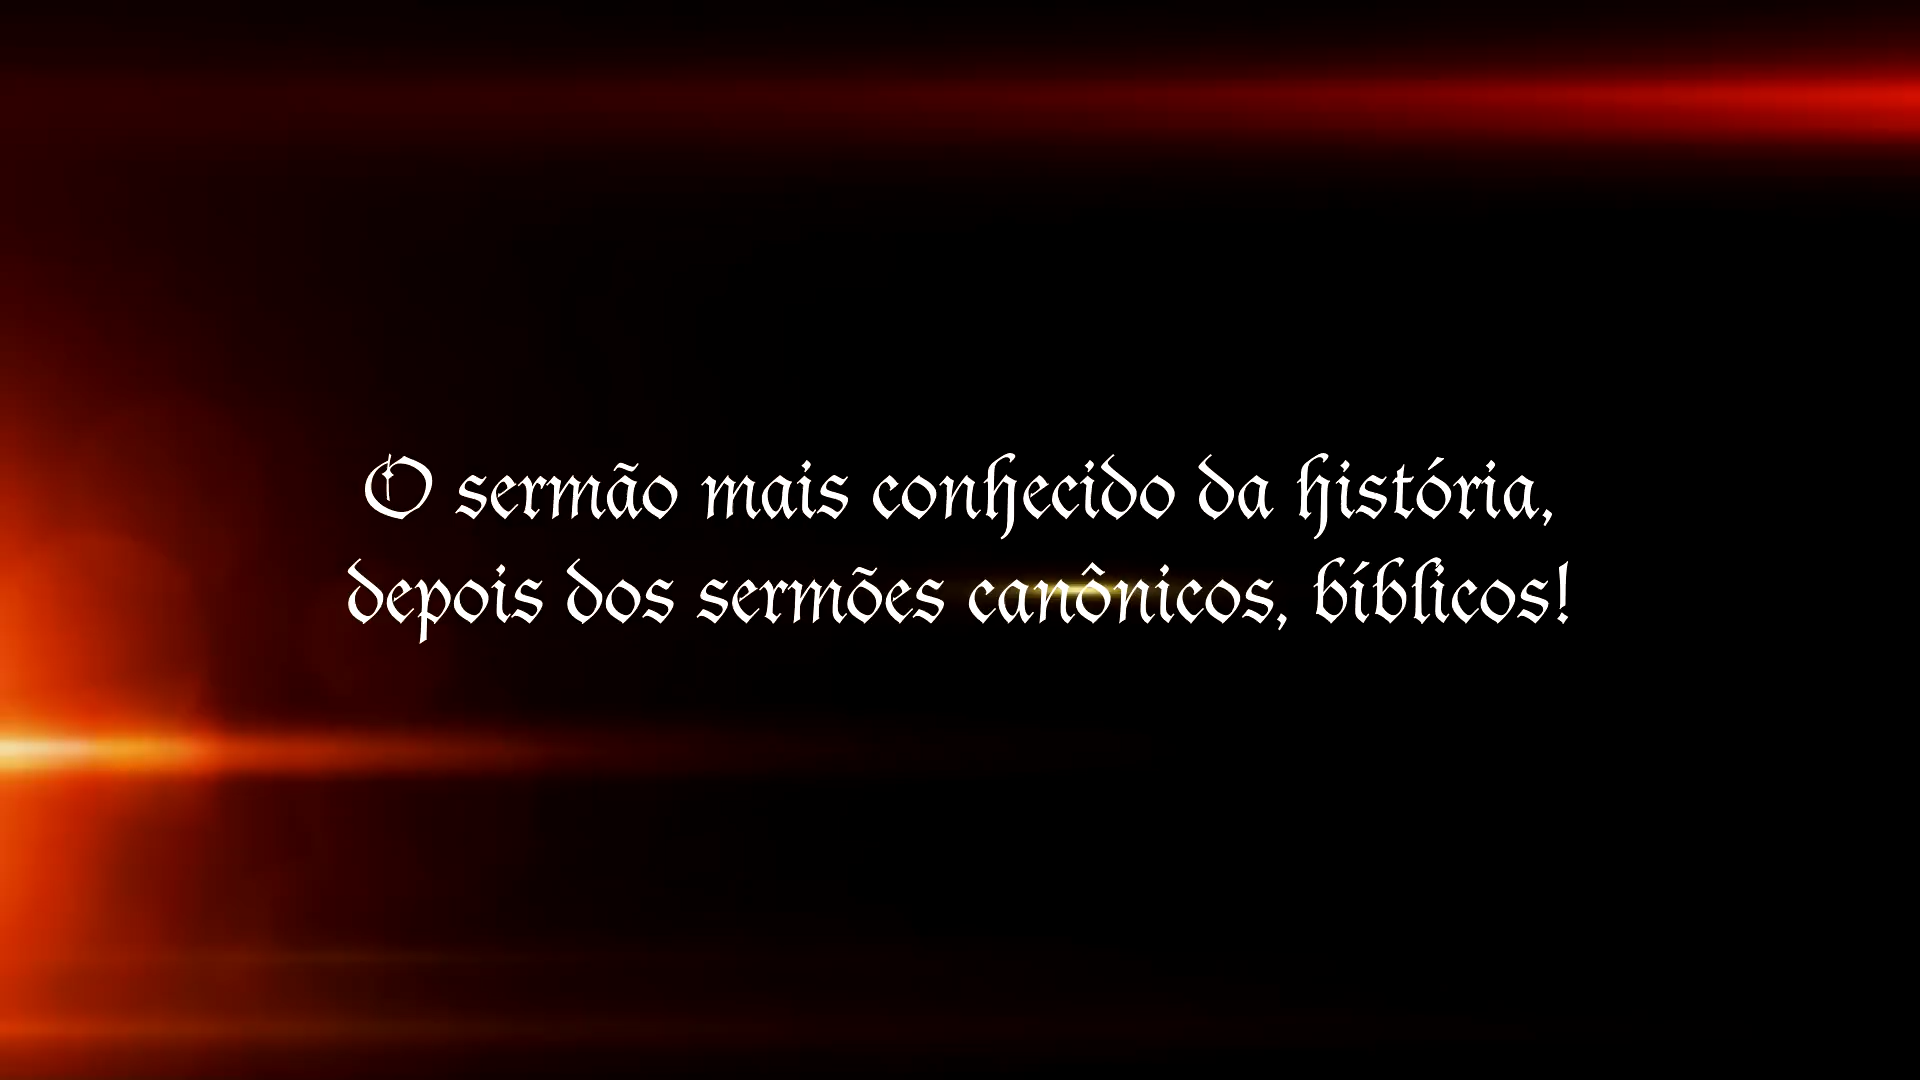 O sermão mais conhecido da história,
depois dos sermões canônicos, bíblicos!